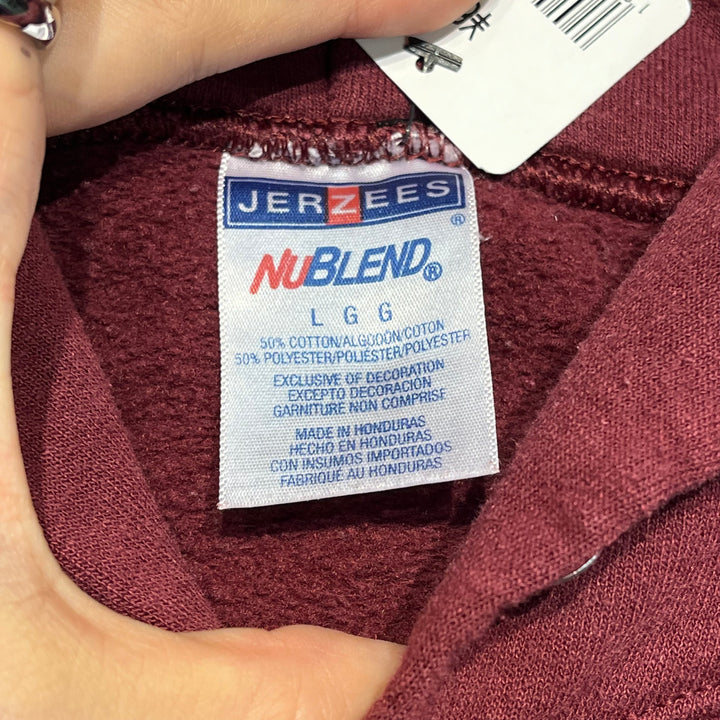 JERZEES®
NUBLEND®
L G G
50% COTTON/ALGODÓN/COTON
50% POLYESTER/POLIÉSTER/POLYESTER
EXCLUSIVE OF DECORATION
EXCEPTO DECORACIÓN
GARNITURE NON COMPRISE
MADE IN HONDURAS
HECHO EN HONDURAS
CON INSUMOS IMPORTADOS
FABRIQUÉ AU HONDURAS